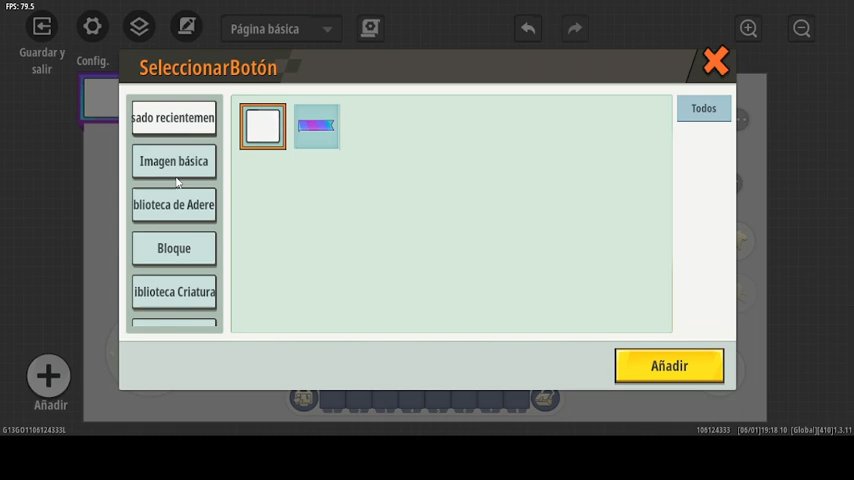 FPS: 79.5
Guardar y
salir
Config.
Página básica
SeleccionarBotón
sado recientemen
Todos
Imagen básica
blioteca de Adere
Bloque
iblioteca Criatura
Añadir
Añadir
G13GO1106124333L
106124333 [06/01]19:18:10 [Global][410]1.3.11